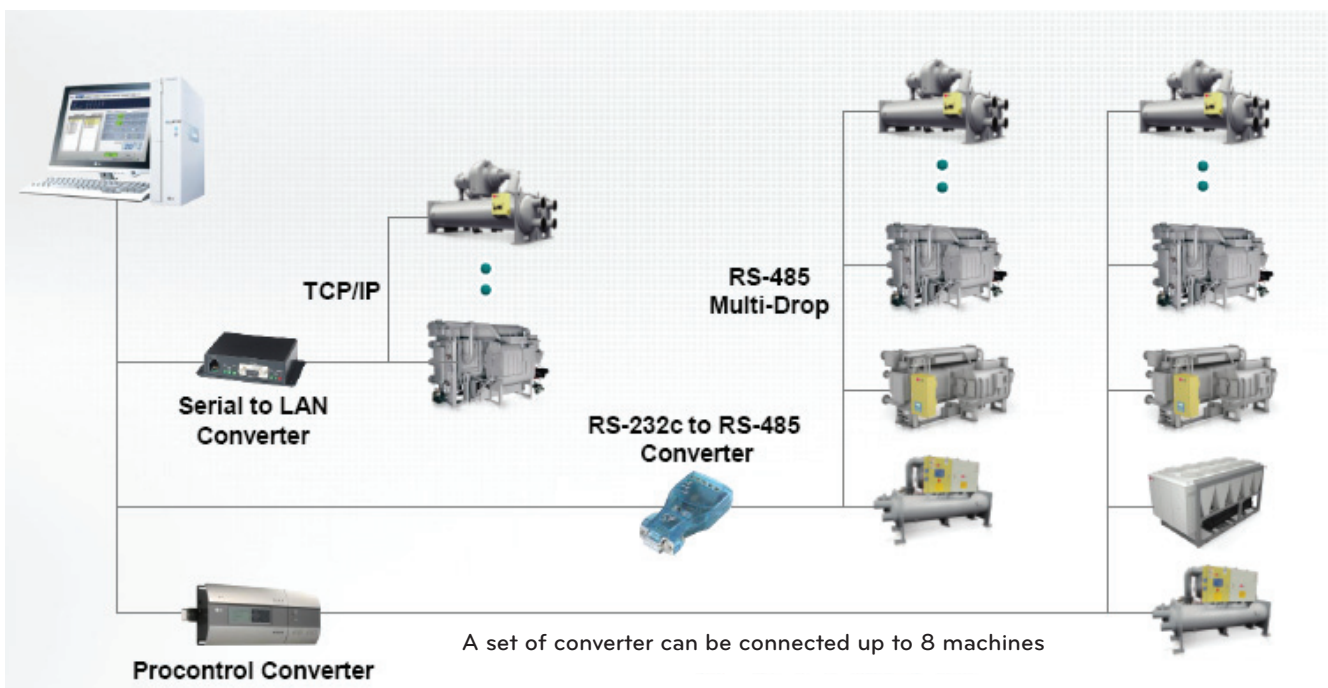 TCP/IP
Serial to LAN
Converter
RS-485
Multi-Drop
RS-232c to RS-485
Converter
Procontrol Converter
A set of converter can be connected up to 8 machines